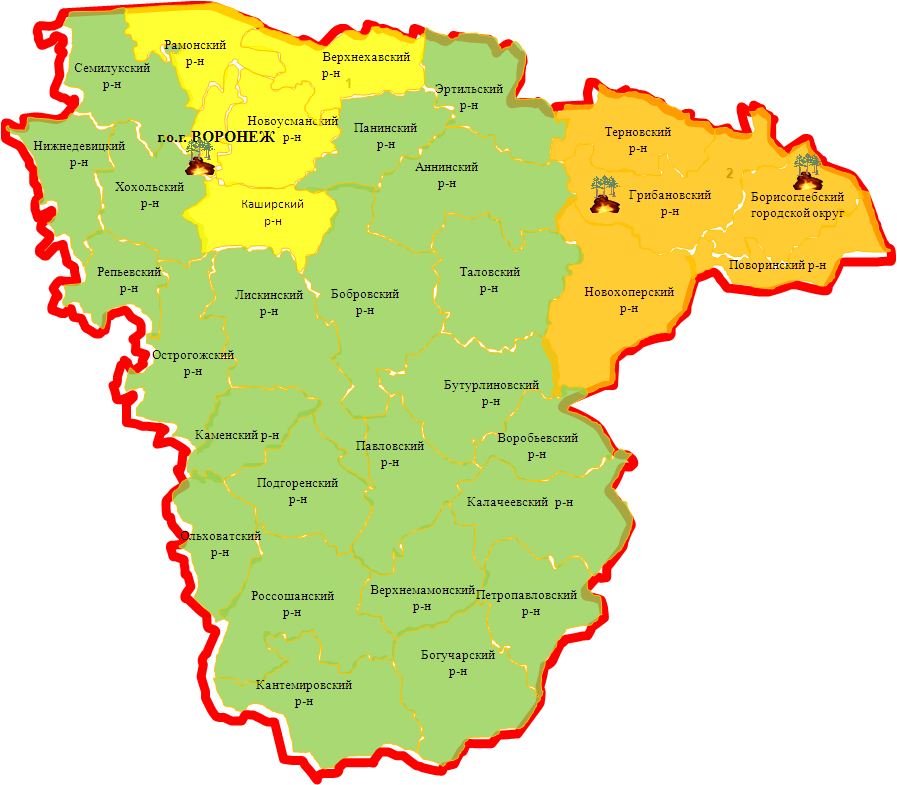 Рамонский
р-н
Верхнехавский
р-н
1
Семилукский
р-н
Эртильский
р-н
Новоусманский
р-н
г.о.г. ВОРОНЕЖ
Панинский
р-н
Терновский
р-н
Нижнедевицкий
р-н
Аннинский
р-н
2
Хохольский
р-н
Грибановский
р-н
Борисоглебский
городской округ
Каширский
р-н
Поворинский р-н
Репьевский
р-н
Таловский
р-н
Лискинский
р-н
Бобровский
р-н
Новохоперский
р-н
Острогожский
р-н
Бутурлиновский
р-н
Каменский р-н
Павловский
р-н
Воробьевский
р-н
Подгоренский
р-н
Калачеевский р-н
Ольховатский
р-н
Россошанский
р-н
Верхнемамонский
р-н
Петропавловский
р-н
Богучарский
р-н
Кантемировский
р-н